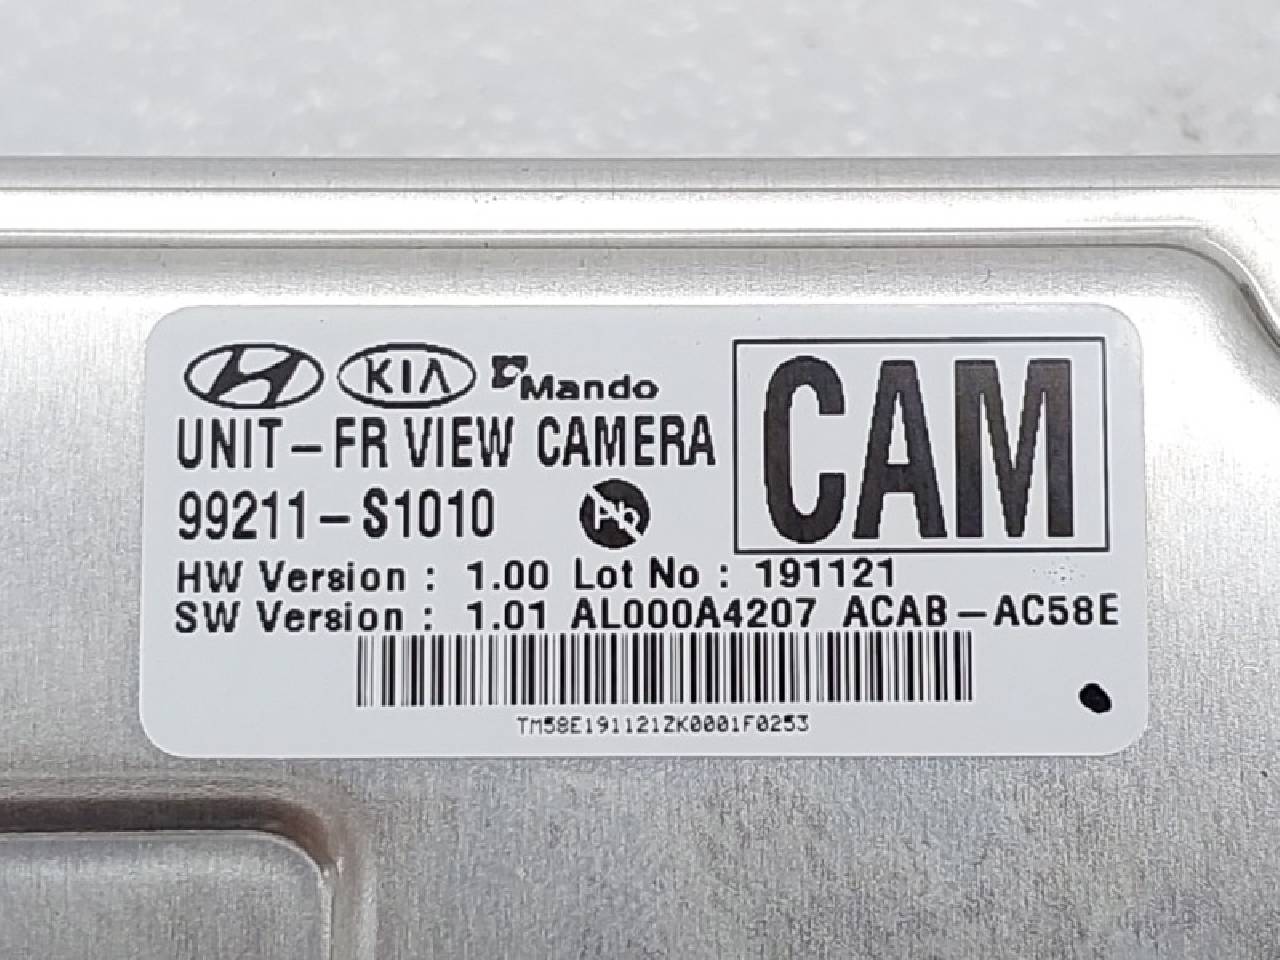 KIA Mando
CAM
UNIT-FR VIEW CAMERA
99211-S1010 Pb
HW Version : 1.00 Lot No : 191121
SW Version : 1.01 AL000A4207 ACAB-AC58E
TM58E191121ZK0001F0253